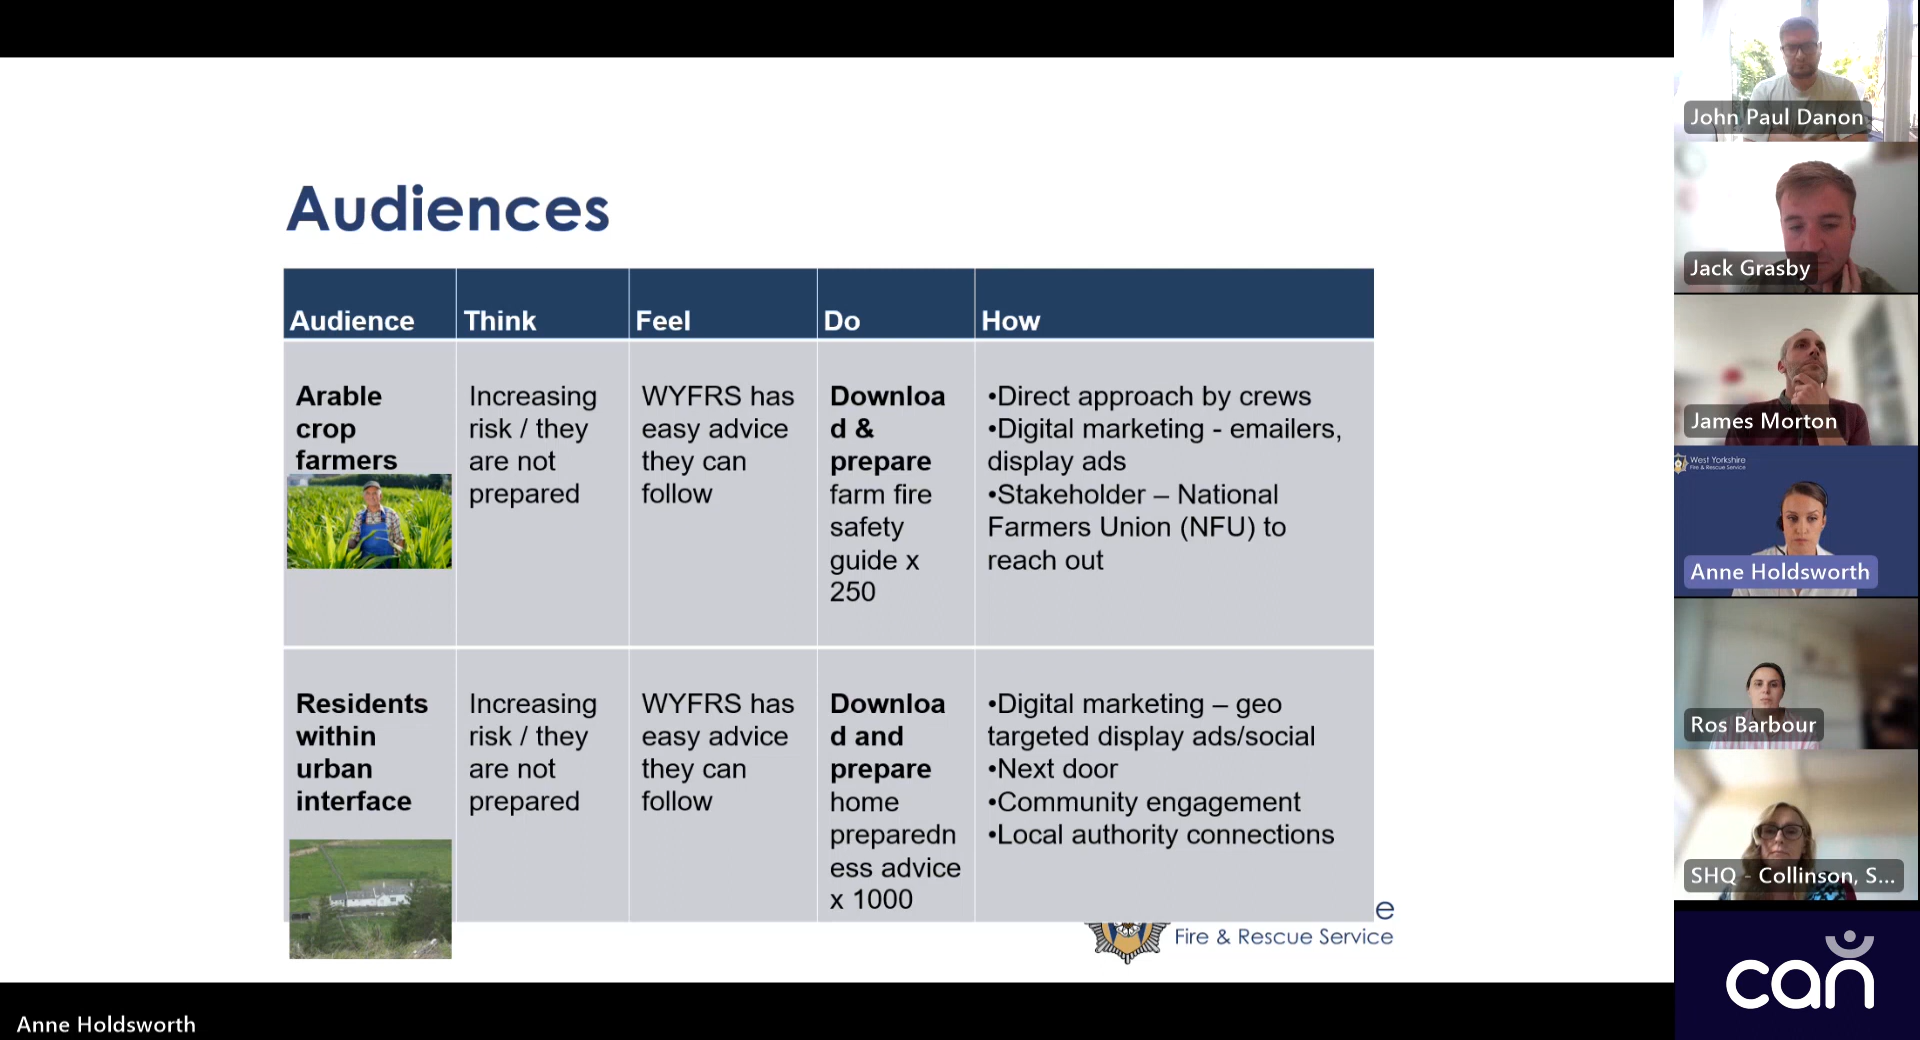 Audiences
Audience
Think
Feel
Do
How
Arable
crop
farmers
Increasing
risk / they
are not
prepared
WYFRS has
easy advice
they can
follow
Downloa
d &
prepare
farm fire
safety
guide x
250
•Direct approach by crews
•Digital marketing - emailers,
display ads
•Stakeholder – National
Farmers Union (NFU) to
reach out
Residents
within
urban
interface
Increasing
risk / they
are not
prepared
WYFRS has
easy advice
they can
follow
Downloa
d and
prepare
home
preparedn
ess advice
x 1000
•Digital marketing – geo
targeted display ads/social
•Next door
•Community engagement
•Local authority connections
e
Fire & Rescue Service
Anne Holdsworth
John Paul Danon
Jack Grasby
James Morton
West Yorkshire
Fire & Rescue Service
Anne Holdsworth
Ros Barbour
SHQ - Collinson, S...
can